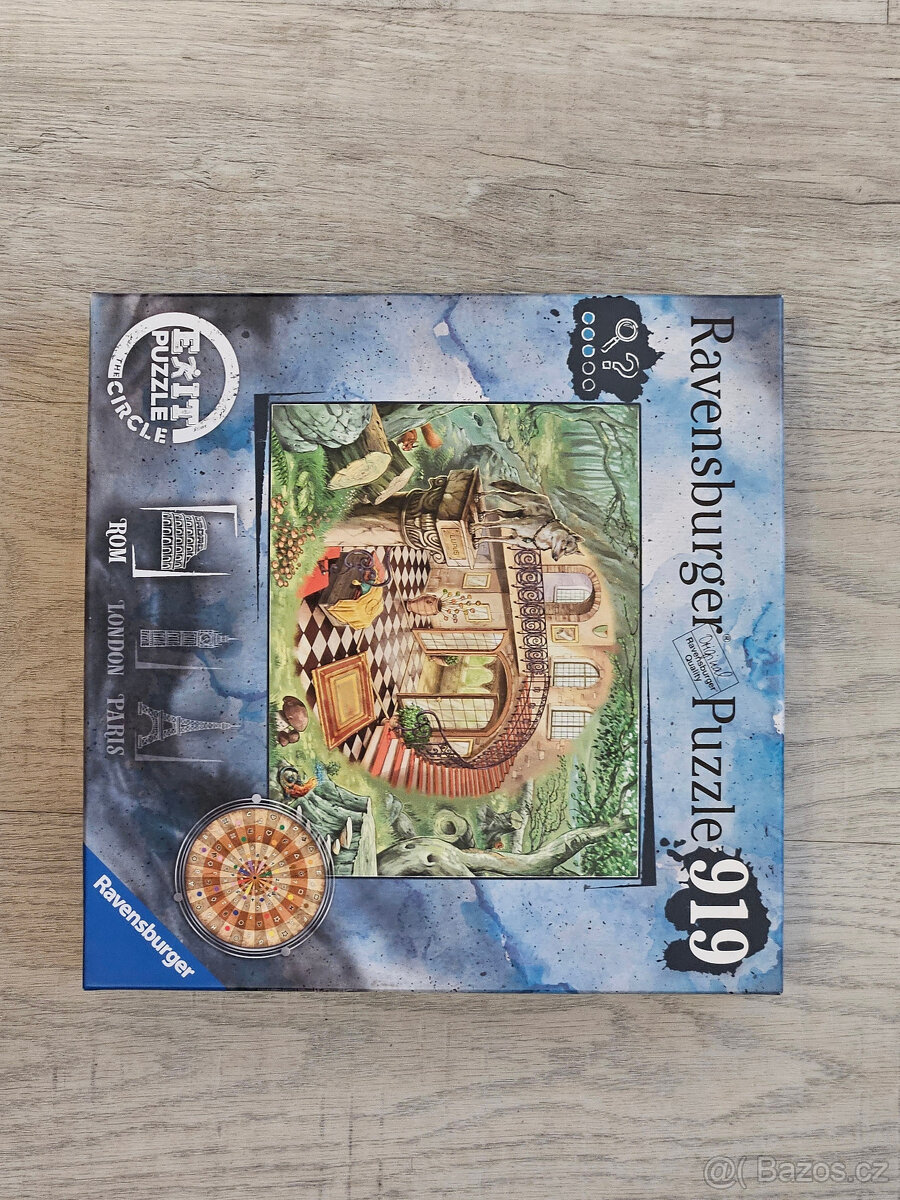 Ravensburger® Puzzle 919
Original
Ravensburger
Quality
?
EXIT
PUZZLE
THE CIRCLE
ROM
LONDON
PARIS
Ravensburger
@( Bazos.cz